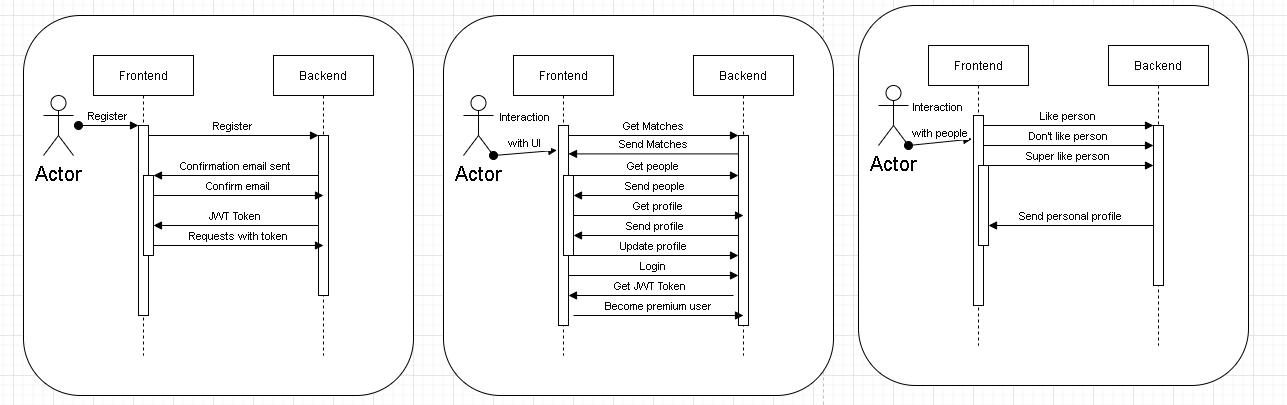 Frontend
Backend
Register
Register
Actor
Confirmation email sent
Confirm email
JWT Token
Requests with token
Frontend
Backend
Interaction
with UI
Actor
Get Matches
Send Matches
Get people
Send people
Get profile
Send profile
Update profile
Login
Get JWT Token
Become premium user
Frontend
Backend
Interaction
with people
Actor
Like person
Don't like person
Super like person
Send personal profile